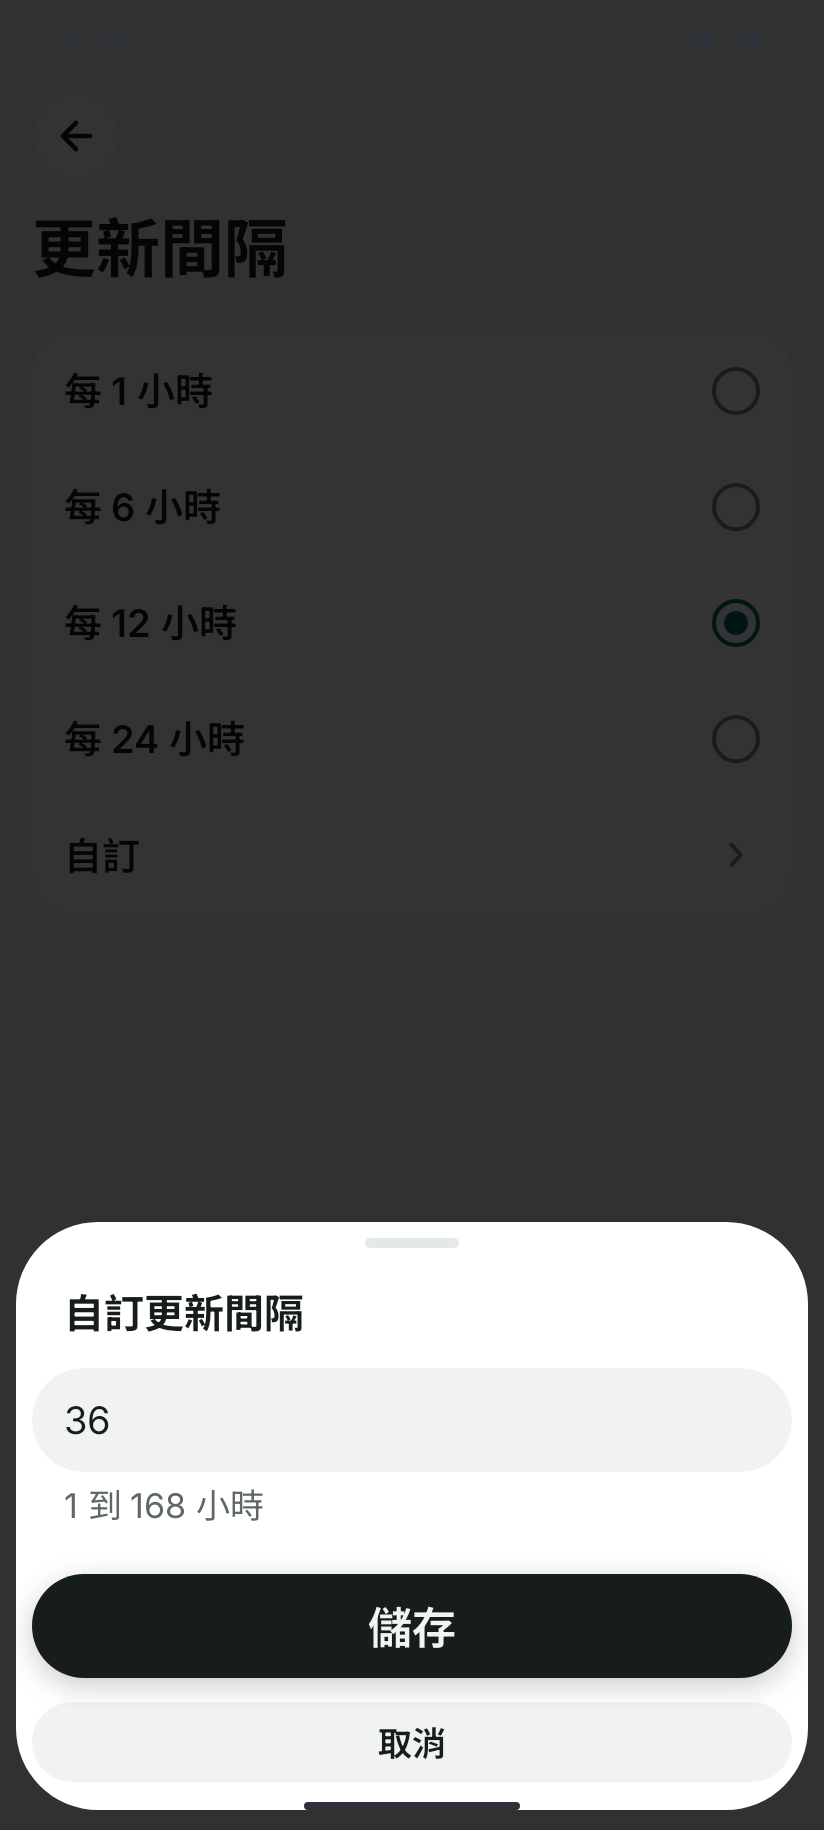 更新間隔
每 1 小時
每 6 小時
每 12 小時
每 24 小時
自訂
自訂更新間隔
36
1 到 168 小時
儲存
取消